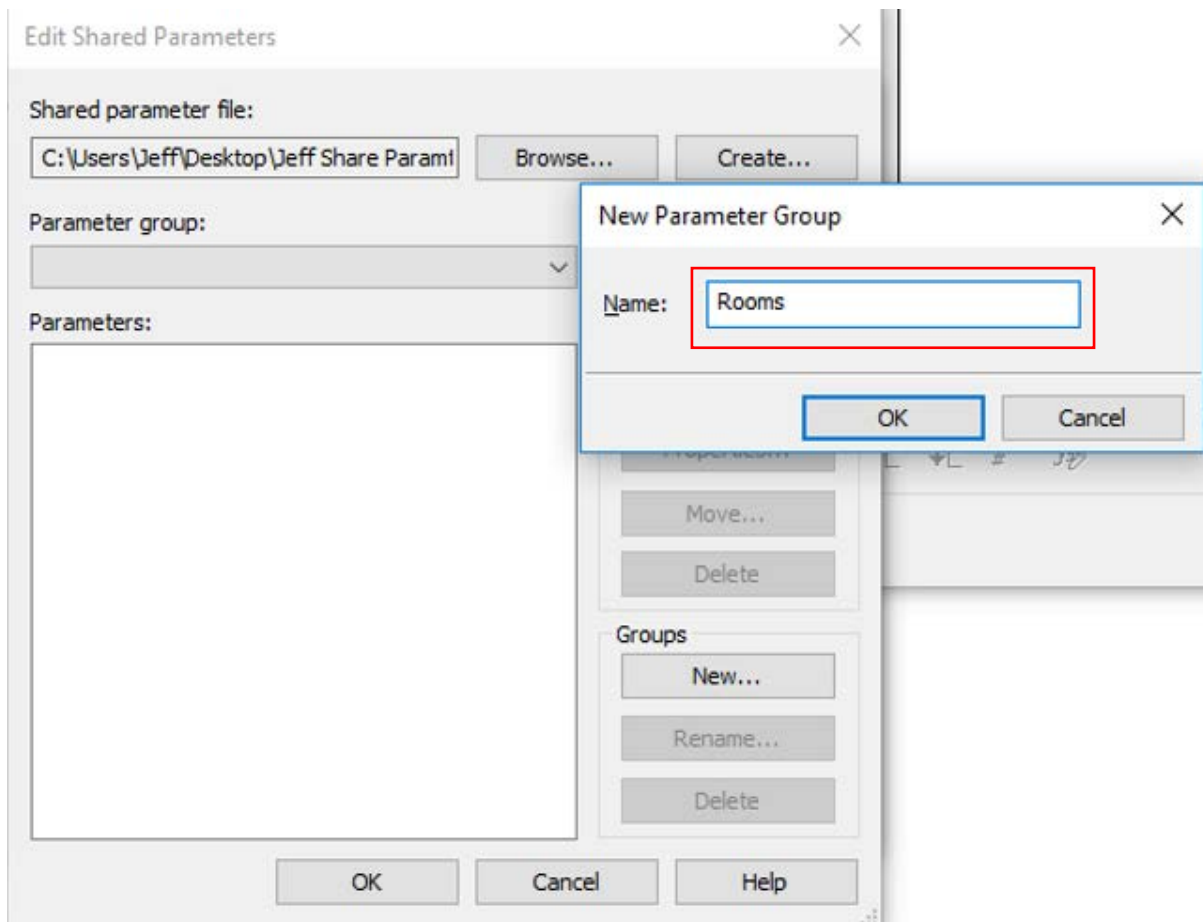 Edit Shared Parameters
Shared parameter file:
C:\Users\Jeff\Desktop\Jeff Share Paramt
Browse...
Create...
Parameter group:
New Parameter Group
Name:
Rooms
Parameters:
OK
Cancel
Move...
Delete
Groups
New...
Rename...
Delete
OK
Cancel
Help